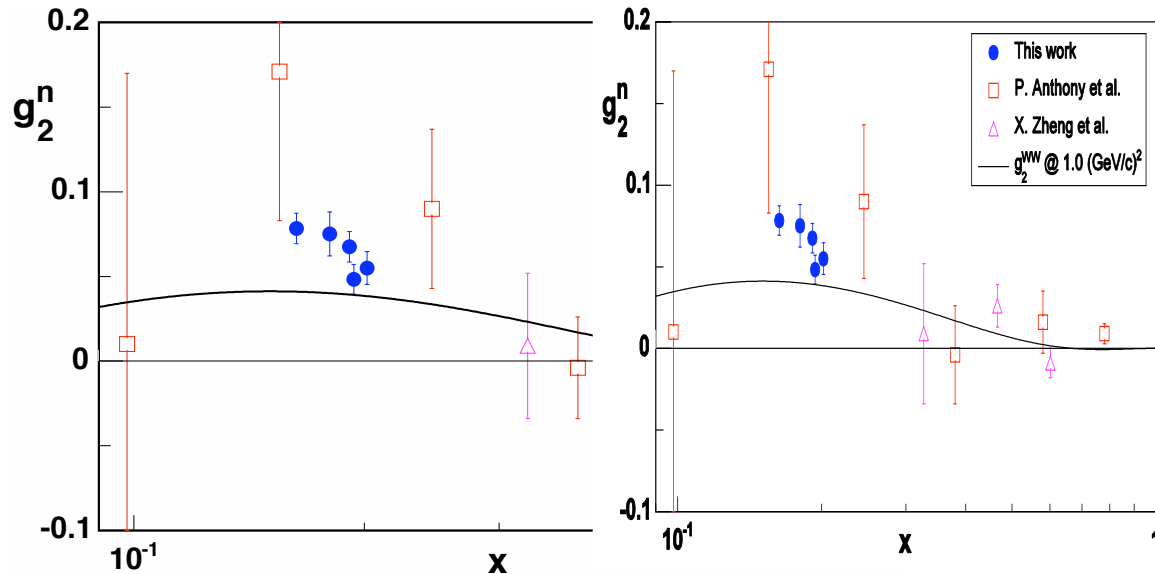 0.2
g₂ⁿ
0.1
0
-0.1
10⁻¹
x
0.2
g₂ⁿ
0.1
0
-0.1
10⁻¹
x
1
This work
P. Anthony et al.
X. Zheng et al.
g₂ᵂᵂ @ 1.0 (GeV/c)²